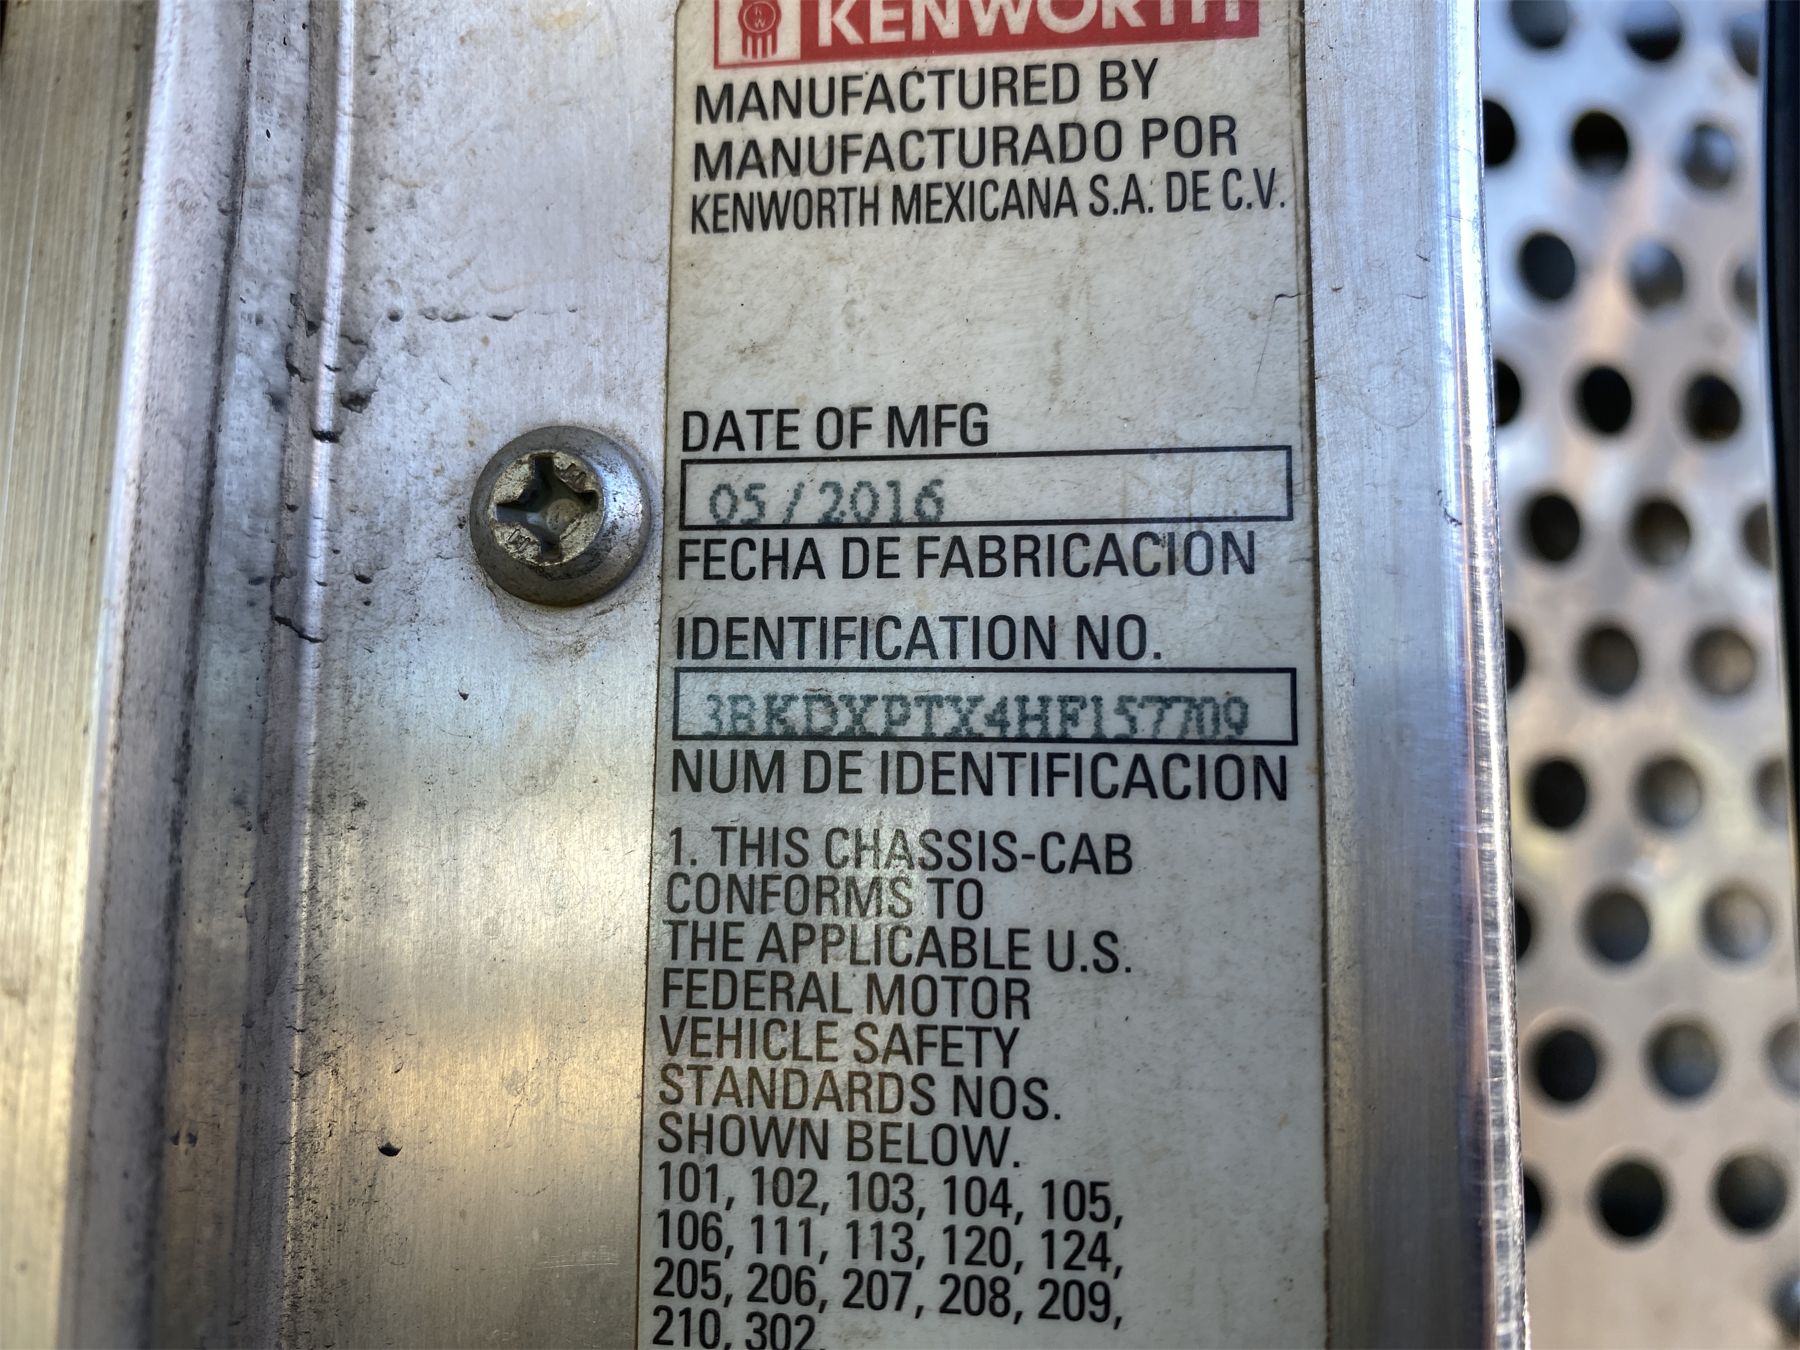 KENWORTH
MANUFACTURED BY
MANUFACTURADO POR
KENWORTH MEXICANA S.A. DE C.V.
DATE OF MFG
05/2016
FECHA DE FABRICACION
IDENTIFICATION NO.
3BKDXPTX4HF157709
NUM DE IDENTIFICACION
1. THIS CHASSIS-CAB
CONFORMS TO
THE APPLICABLE U.S.
FEDERAL MOTOR
VEHICLE SAFETY
STANDARDS NOS.
SHOWN BELOW.
101, 102, 103, 104, 105,
106, 111, 113, 120, 124,
205, 206, 207, 208, 209,
210, 302.